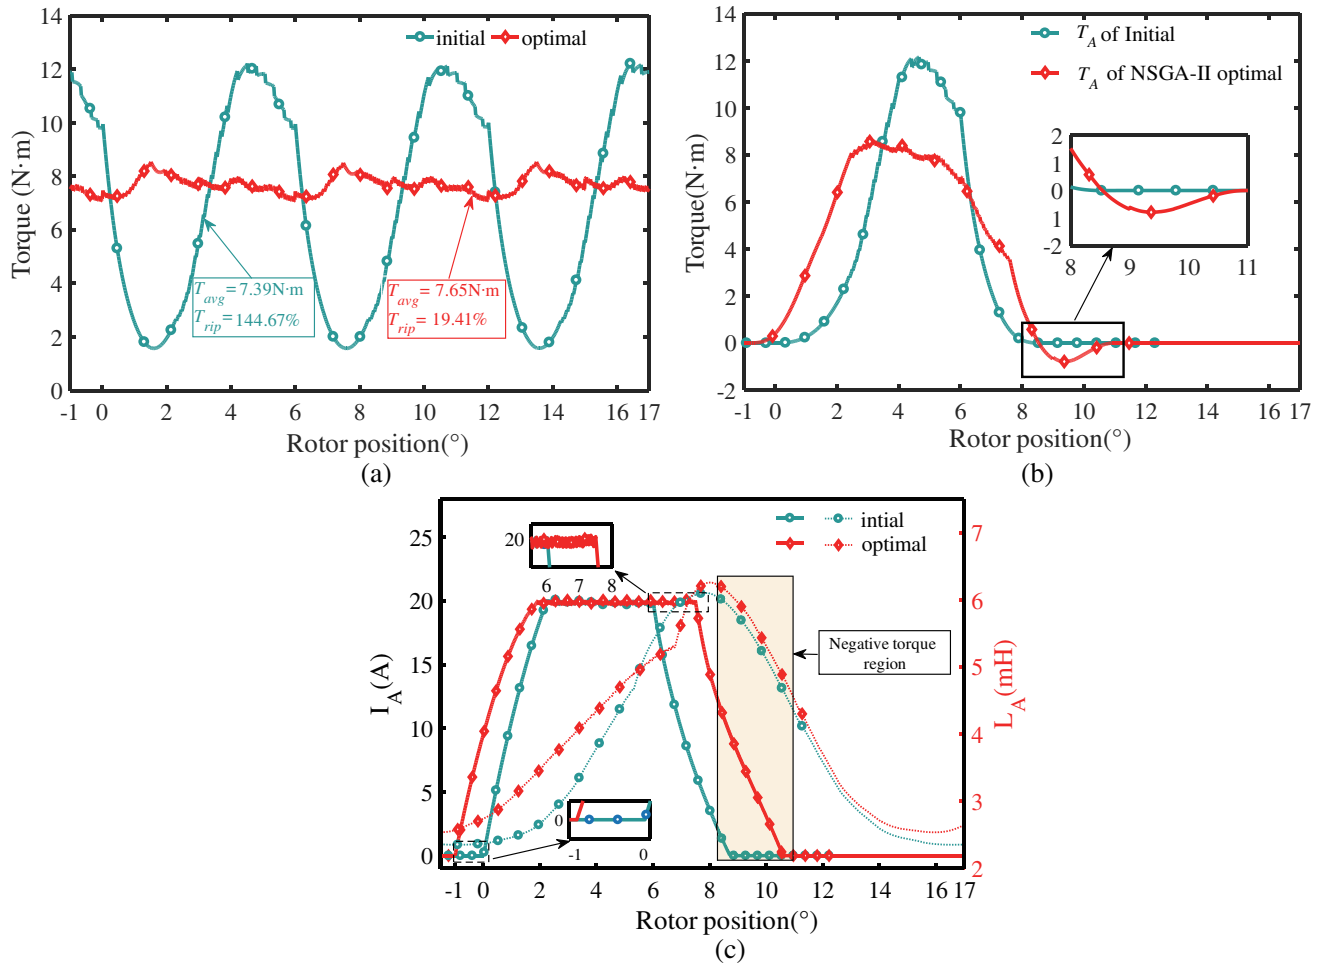 14
12
10
8
6
4
2
0
Torque (N·m)
initial
optimal
T_avg = 7.39N·m
T_rip = 144.67%
T_avg = 7.65N·m
T_rip = 19.41%
-1 0 2 4 6 8 10 12 14 16 17
Rotor position(°)
(a)
14
12
10
8
6
4
2
0
-2
Torque(N·m)
T_A of Initial
T_A of NSGA-II optimal
2
1
0
1
-2
8 9 10 11
-1 0 2 4 6 8 10 12 14 16 17
Rotor position(°)
(b)
25
20
15
10
5
0
I_A(A)
intial
optimal
20
6 7 8
Negative torque
region
0
-1 0
7
6
5
4
3
2
L_A(mH)
-1 0 2 4 6 8 10 12 14 16 17
Rotor position(°)
(c)